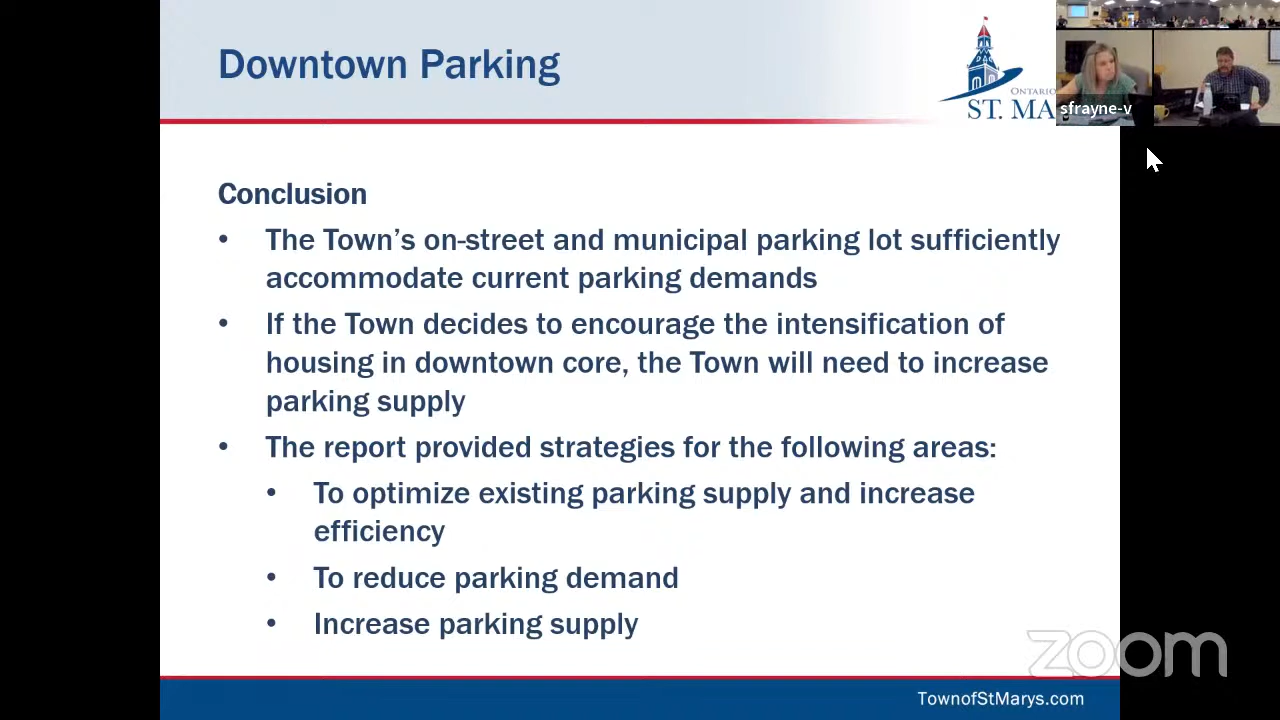 Downtown Parking
ONTARIO
ST. MA
sfrayne-v
Conclusion
• The Town's on-street and municipal parking lot sufficiently
accommodate current parking demands
• If the Town decides to encourage the intensification of
housing in downtown core, the Town will need to increase
parking supply
• The report provided strategies for the following areas:
• To optimize existing parking supply and increase
efficiency
• To reduce parking demand
• Increase parking supply
zoom
TownofStMarys.com